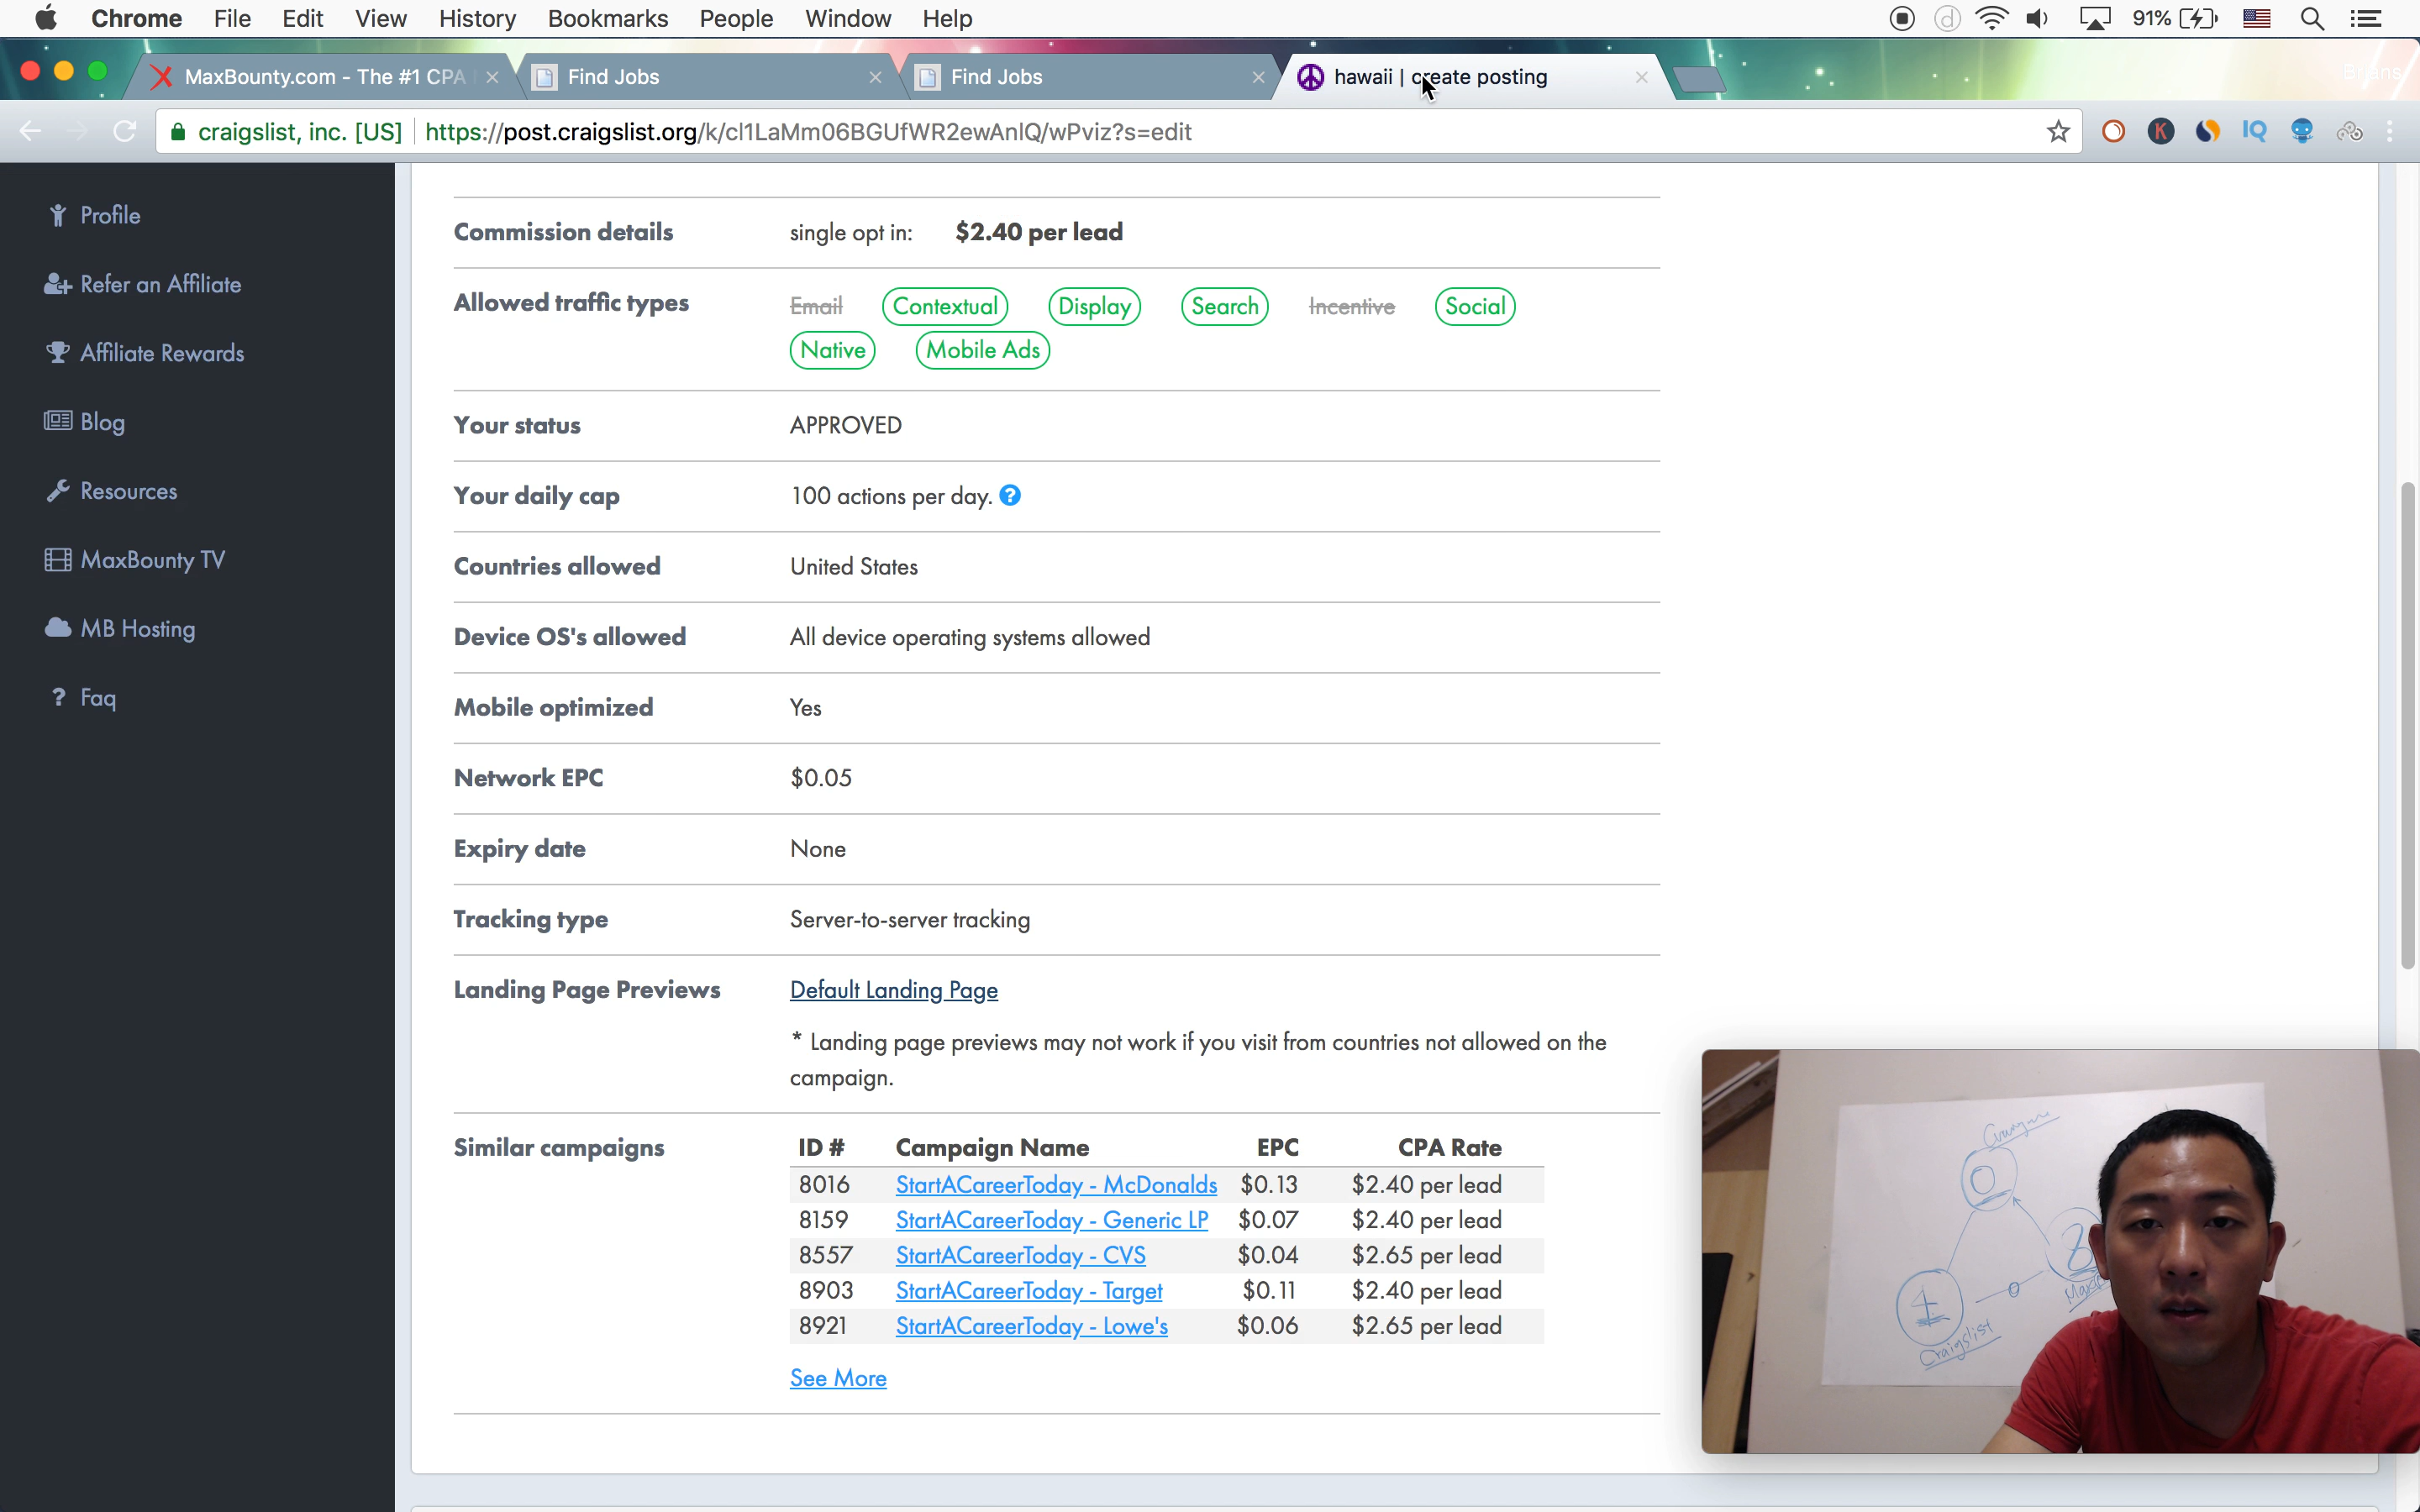 Chrome File Edit View History Bookmarks People Window Help 91%
MaxBounty.com - The #1 CPA
Find Jobs
Find Jobs
hawaii | create posting
craigslist, inc. [US] https://post.craigslist.org/k/cl1LaMm06BGUfWR2ewAnlQ/wPviz?s=edit
Profile
Refer an Affiliate
Affiliate Rewards
Blog
Resources
MaxBounty TV
MB Hosting
? Faq
Commission details single opt in: $2.40 per lead
Allowed traffic types Email Contextual Display Search Incentive Social
Native Mobile Ads
Your status APPROVED
Your daily cap 100 actions per day. ?
Countries allowed United States
Device OS's allowed All device operating systems allowed
Mobile optimized Yes
Network EPC $0.05
Expiry date None
Tracking type Server-to-server tracking
Landing Page Previews Default Landing Page
* Landing page previews may not work if you visit from countries not allowed on the
campaign.
Similar campaigns ID # Campaign Name EPC CPA Rate
8016 StartACareerToday - McDonalds $0.13 $2.40 per lead
8159 StartACareerToday - Generic LP $0.07 $2.40 per lead
8557 StartACareerToday - CVS $0.04 $2.65 per lead
8903 StartACareerToday - Target $0.11 $2.40 per lead
8921 StartACareerToday - Lowe's $0.06 $2.65 per lead
See More
1
Craigslist
2